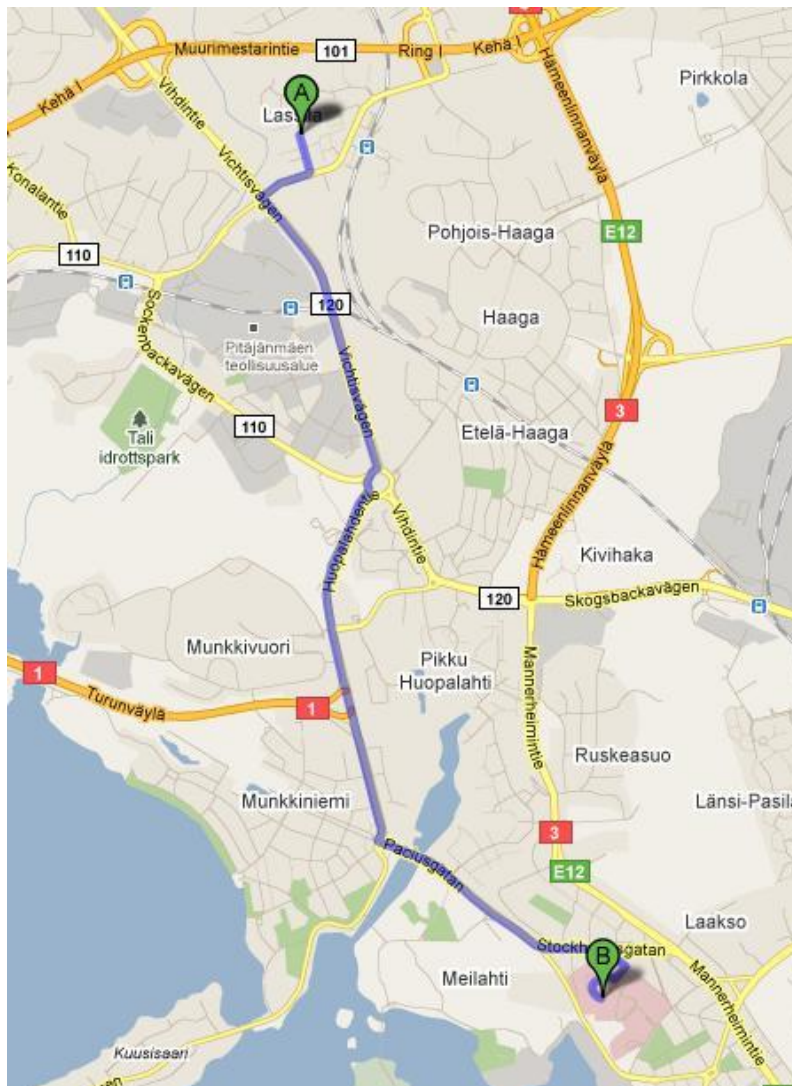 Muurimestarintie
101
Ring I
Kehä I
Kehä I
Vihdintie
Hämeenlinnanväylä
Pirkkola
A
Konalantie
Vichtisvägen
Pohjois-Haaga
E12
110
120
Haaga
Sockenbackavägen
Pitäjänmäen
teollisuusalue
Vichtisvägen
3
Tali
idrottspark
110
Etelä-Haaga
Huopalahdentie
Vihdintie
Hämeenlinnanväylä
Kivihaka
120
Skogsbackavägen
Munkkivuori
Pikku
Huopalahti
Mannerheimintie
1
Turunväylä
1
Ruskeasuo
Munkkiniemi
Länsi-Pasila
3
Paciusgatan
E12
Laakso
B
Meilahti
Mannerheimintie
Kuusisaari